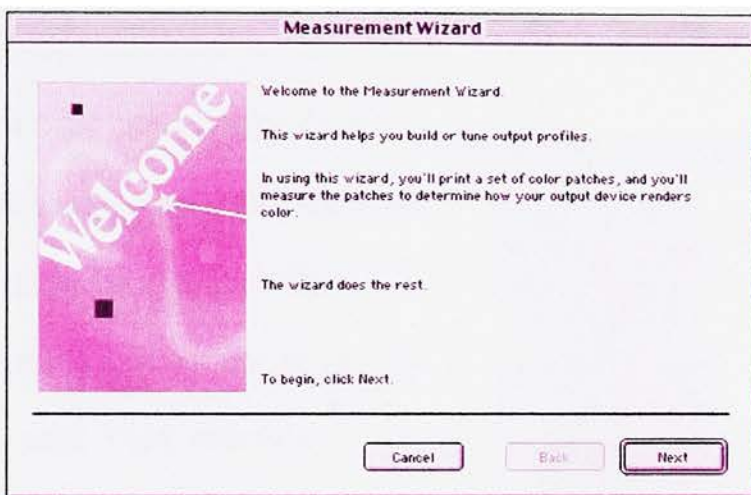 Measurement Wizard
Welcome
Welcome to the Measurement Wizard.
This wizard helps you build or tune output profiles.
In using this wizard, you'll print a set of color patches, and you'll
measure the patches to determine how your output device renders
color.
The wizard does the rest.
To begin, click Next.
Cancel
Back
Next